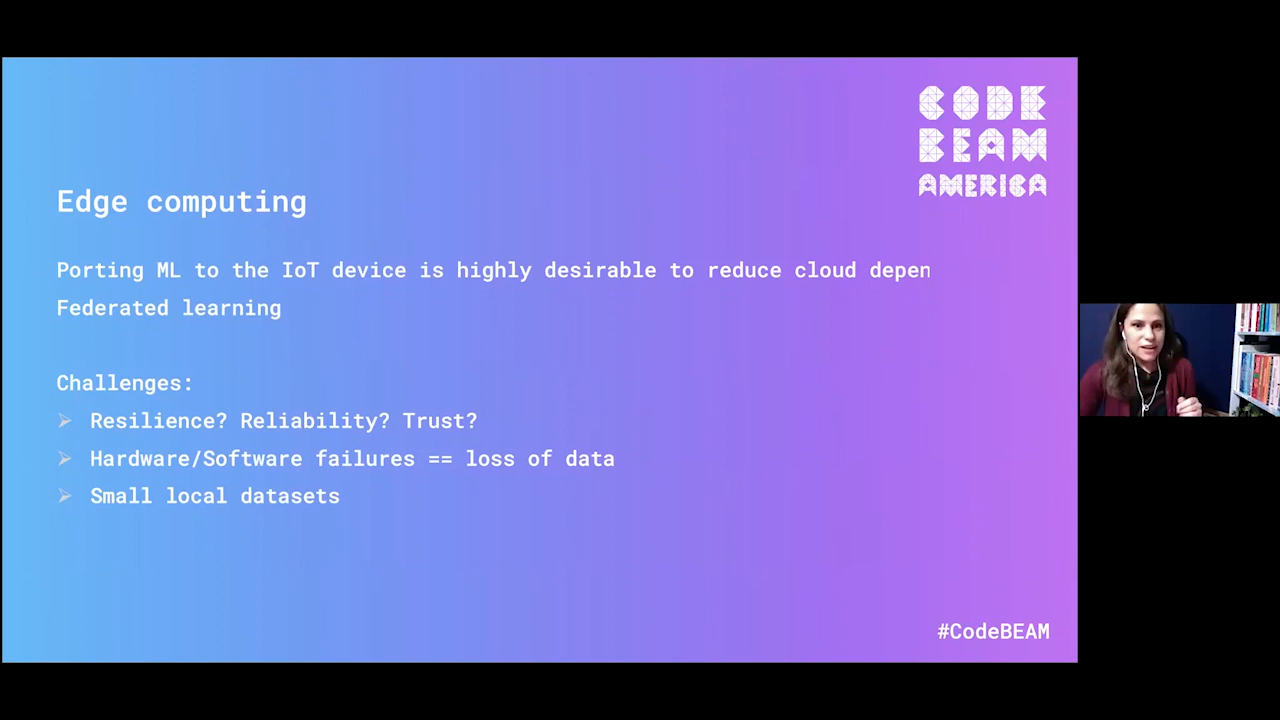 CODE
BEAM
AMERICA
Edge computing
Porting ML to the IoT device is highly desirable to reduce cloud depen
Federated learning
Challenges:
➢ Resilience? Reliability? Trust?
➢ Hardware/Software failures == loss of data
➢ Small local datasets
#CodeBEAM